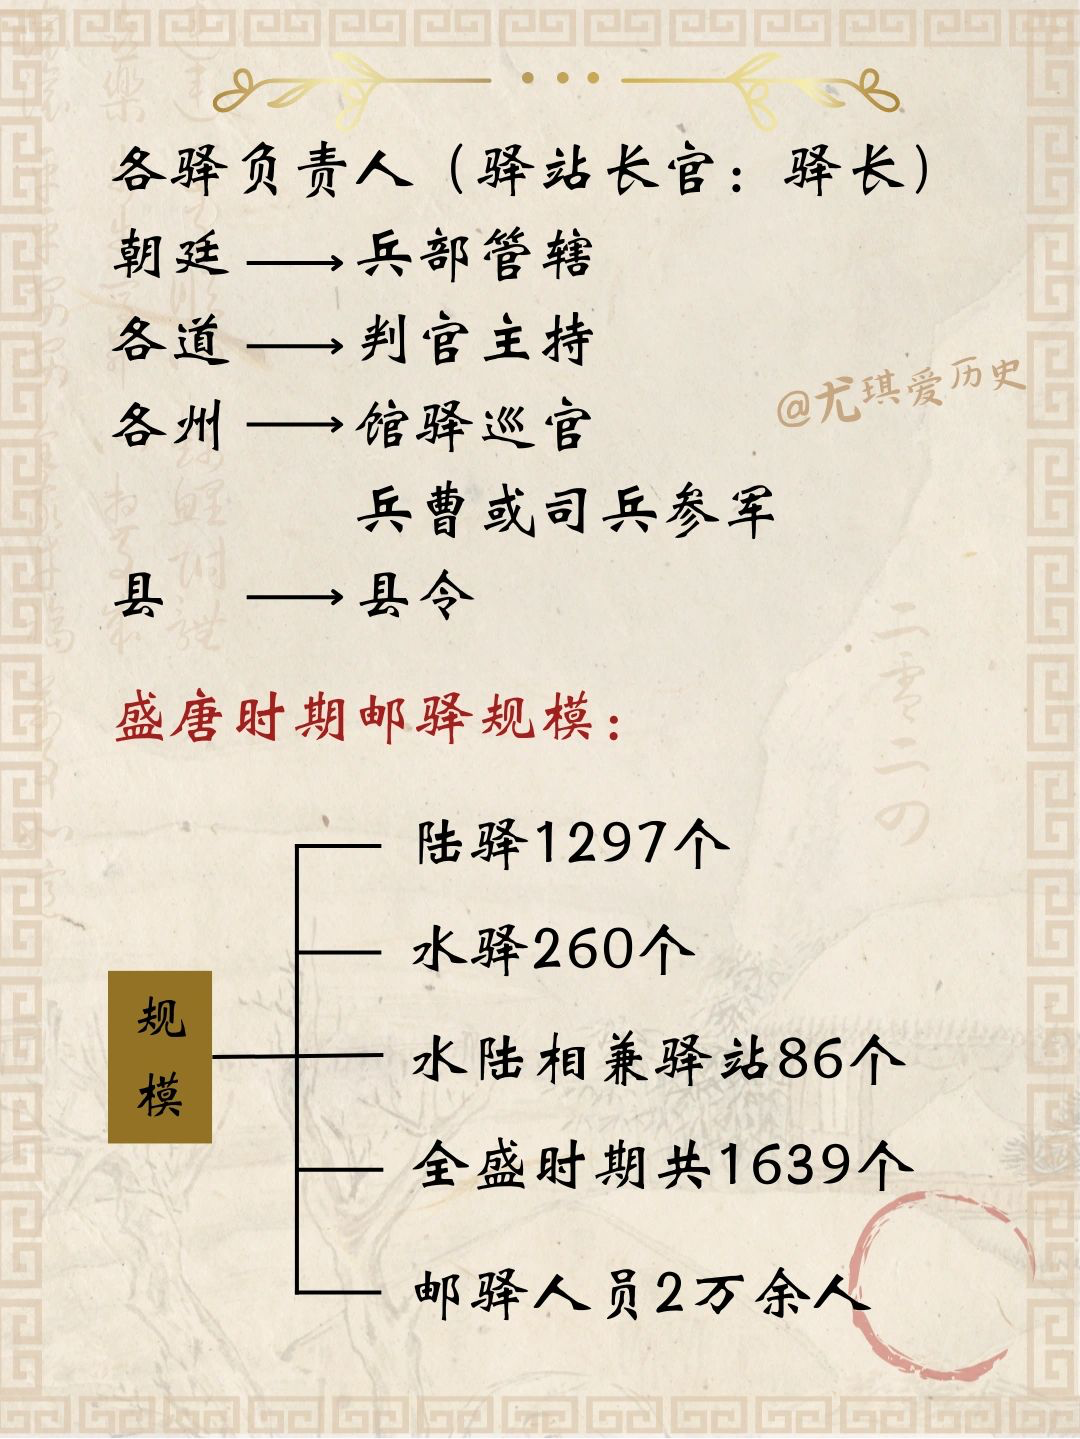 各驿负责人（驿站长官：驿长）
朝廷 → 兵部管辖
各道 → 判官主持
@尤琪爱历史
各州 → 馆驿巡官
兵曹或司兵参军
县 → 县令
盛唐时期邮驿规模：
规模
陆驿1297个
水驿260个
水陆相兼驿站86个
全盛时期共1639个
邮驿人员2万余人